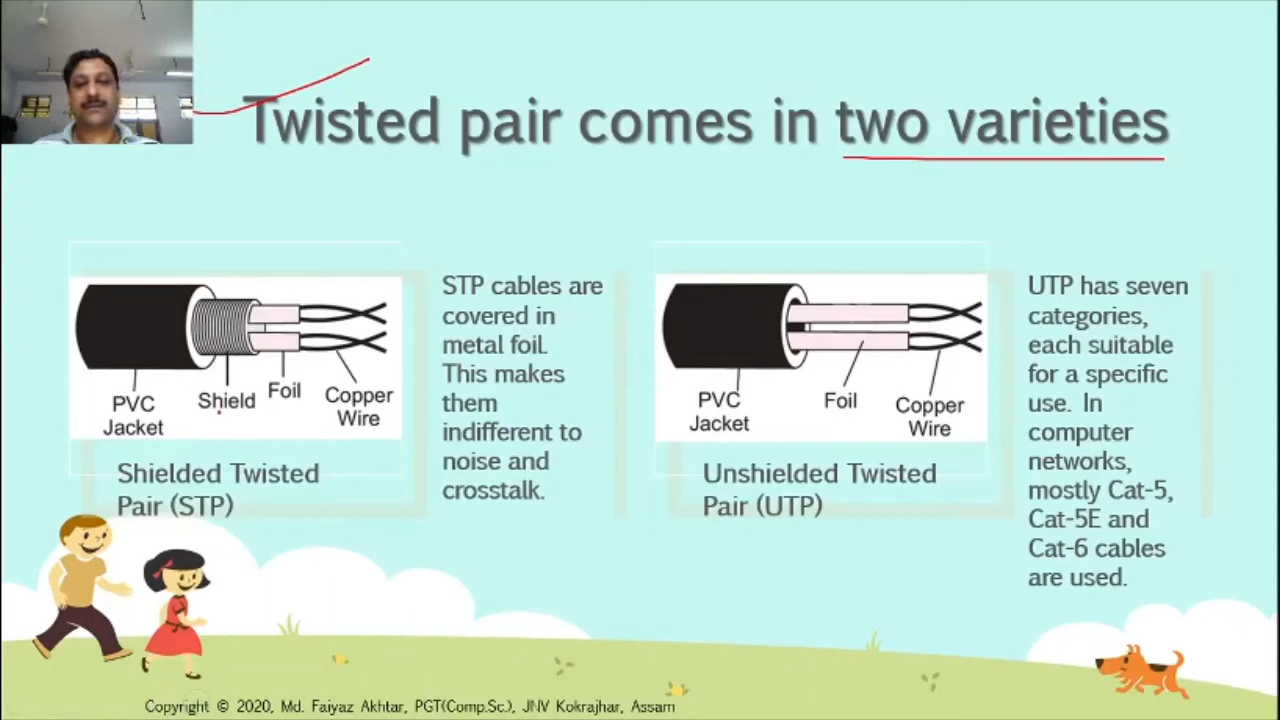 Twisted pair comes in two varieties
PVC
Jacket
Shield
Foil
Copper
Wire
Shielded Twisted
Pair (STP)
STP cables are
covered in
metal foil.
This makes
them
indifferent to
noise and
crosstalk.
PVC
Jacket
Foil
Copper
Wire
Unshielded Twisted
Pair (UTP)
UTP has seven
categories,
each suitable
for a specific
use. In
computer
networks,
mostly Cat-5,
Cat-5E and
Cat-6 cables
are used.
Copyright © 2020, Md. Faiyaz Akhtar, PGT(Comp.Sc.), JNV Kokrajhar, Assam